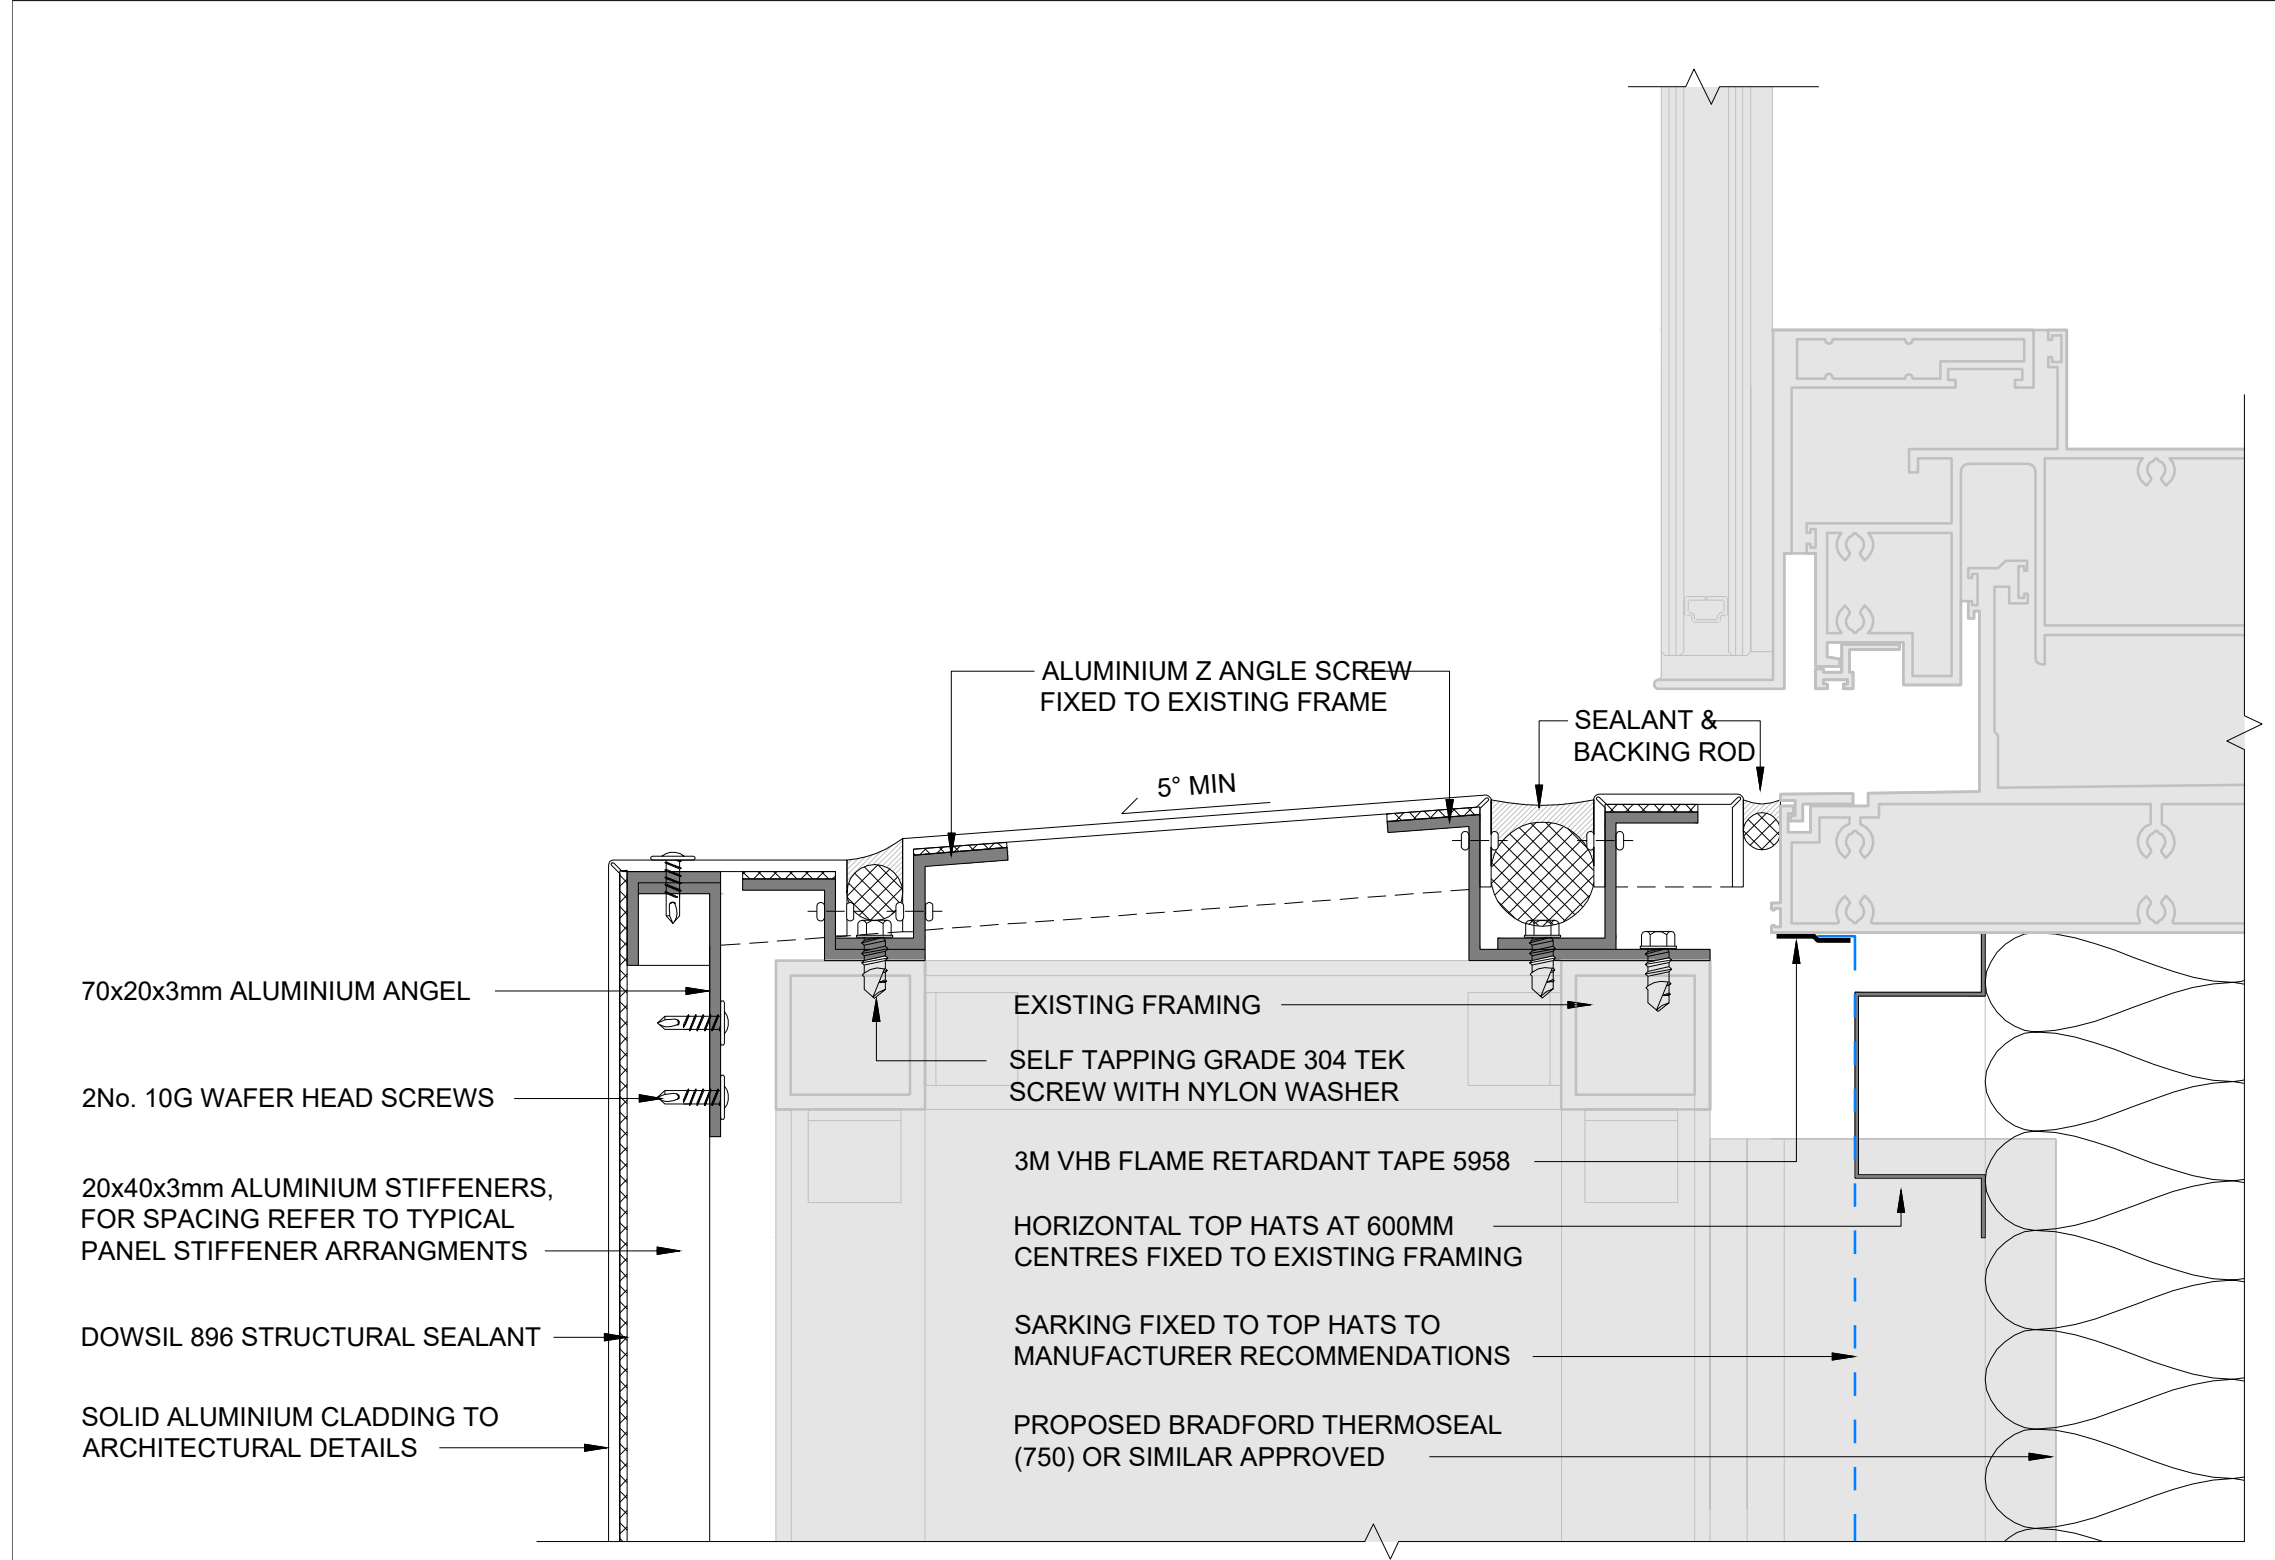 ALUMINIUM Z ANGLE SCREW
FIXED TO EXISTING FRAME
SEALANT &
BACKING ROD
5° MIN
70x20x3mm ALUMINIUM ANGEL
2No. 10G WAFER HEAD SCREWS
20x40x3mm ALUMINIUM STIFFENERS,
FOR SPACING REFER TO TYPICAL
PANEL STIFFENER ARRANGMENTS
DOWSIL 896 STRUCTURAL SEALANT
SOLID ALUMINIUM CLADDING TO
ARCHITECTURAL DETAILS
EXISTING FRAMING
SELF TAPPING GRADE 304 TEK
SCREW WITH NYLON WASHER
3M VHB FLAME RETARDANT TAPE 5958
HORIZONTAL TOP HATS AT 600MM
CENTRES FIXED TO EXISTING FRAMING
SARKING FIXED TO TOP HATS TO
MANUFACTURER RECOMMENDATIONS
PROPOSED BRADFORD THERMOSEAL
(750) OR SIMILAR APPROVED